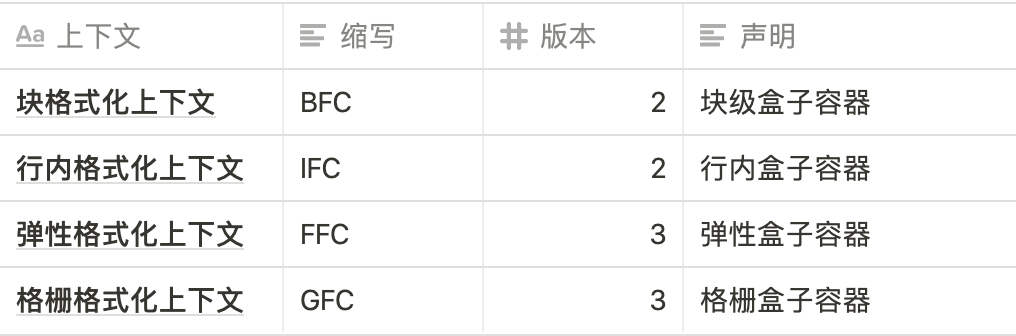 Aa 上下文 缩写 # 版本 声明
块格式化上下文 BFC 2 块级盒子容器
行内格式化上下文 IFC 2 行内盒子容器
弹性格式化上下文 FFC 3 弹性盒子容器
格栅格式化上下文 GFC 3 格栅盒子容器